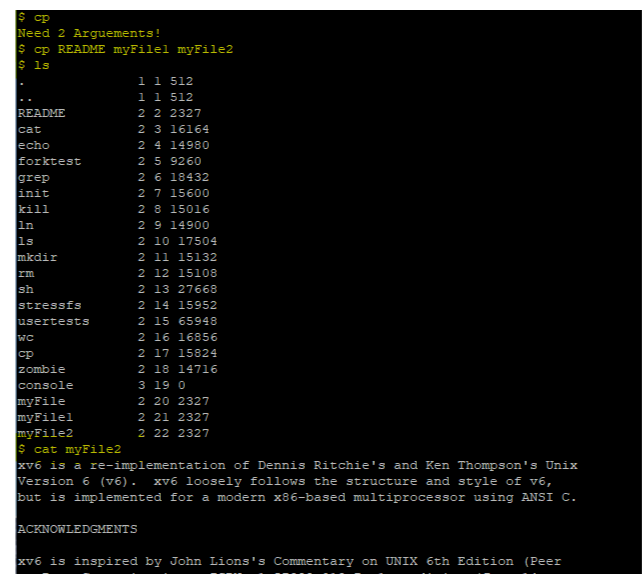 $ cp
Need 2 Arguements!
$ cp README myFile1 myFile2
$ ls
. 1 1 512
.. 1 1 512
README 2 2 2327
cat 2 3 16164
echo 2 4 14980
forktest 2 5 9260
grep 2 6 18432
init 2 7 15600
kill 2 8 15016
ln 2 9 14900
ls 2 10 17504
mkdir 2 11 15132
rm 2 12 15108
sh 2 13 27668
stressfs 2 14 15952
usertests 2 15 65948
wc 2 16 16856
cp 2 17 15824
zombie 2 18 14716
console 3 19 0
myFile 2 20 2327
myFile1 2 21 2327
myFile2 2 22 2327
$ cat myFile2
xv6 is a re-implementation of Dennis Ritchie's and Ken Thompson's Unix
Version 6 (v6). xv6 loosely follows the structure and style of v6,
but is implemented for a modern x86-based multiprocessor using ANSI C.
ACKNOWLEDGMENTS
xv6 is inspired by John Lions's Commentary on UNIX 6th Edition (Peer